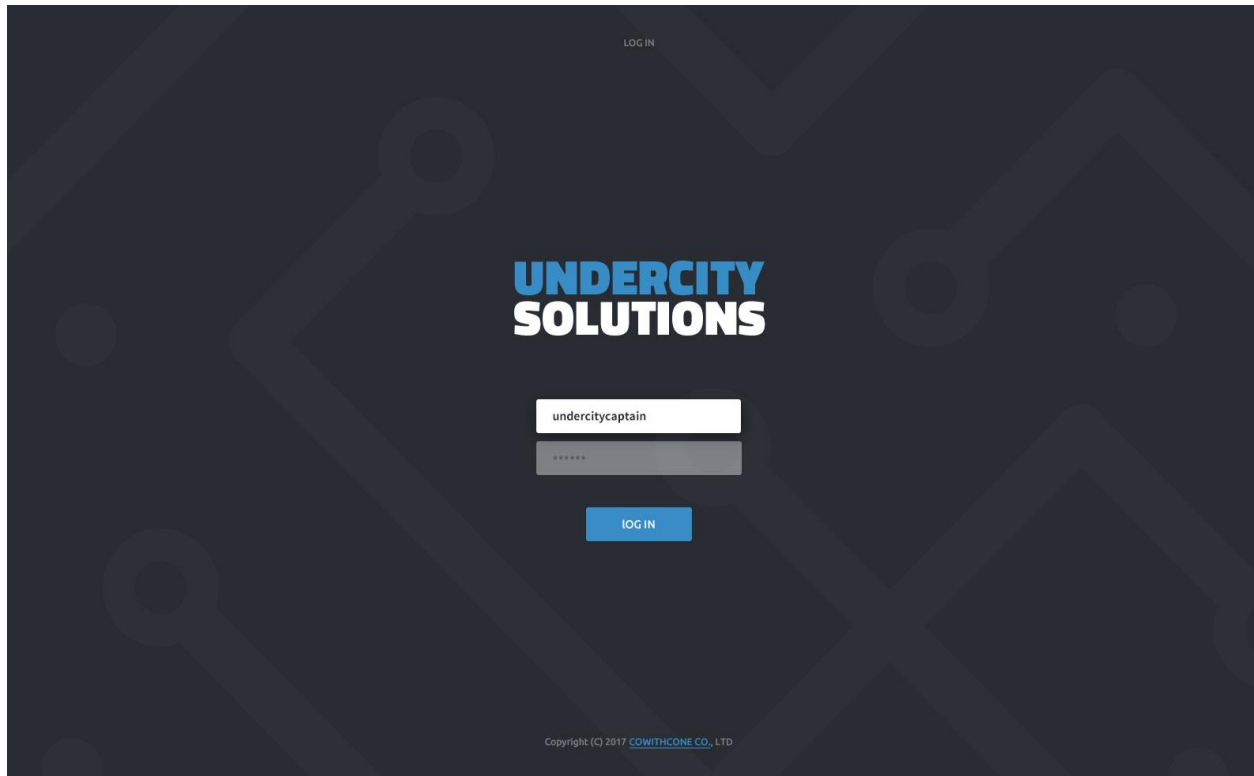 LOG IN
UNDERCITY
SOLUTIONS
undercitycaptain
******
lOG IN
Copyright (C) 2017 COWITHCONE CO., LTD